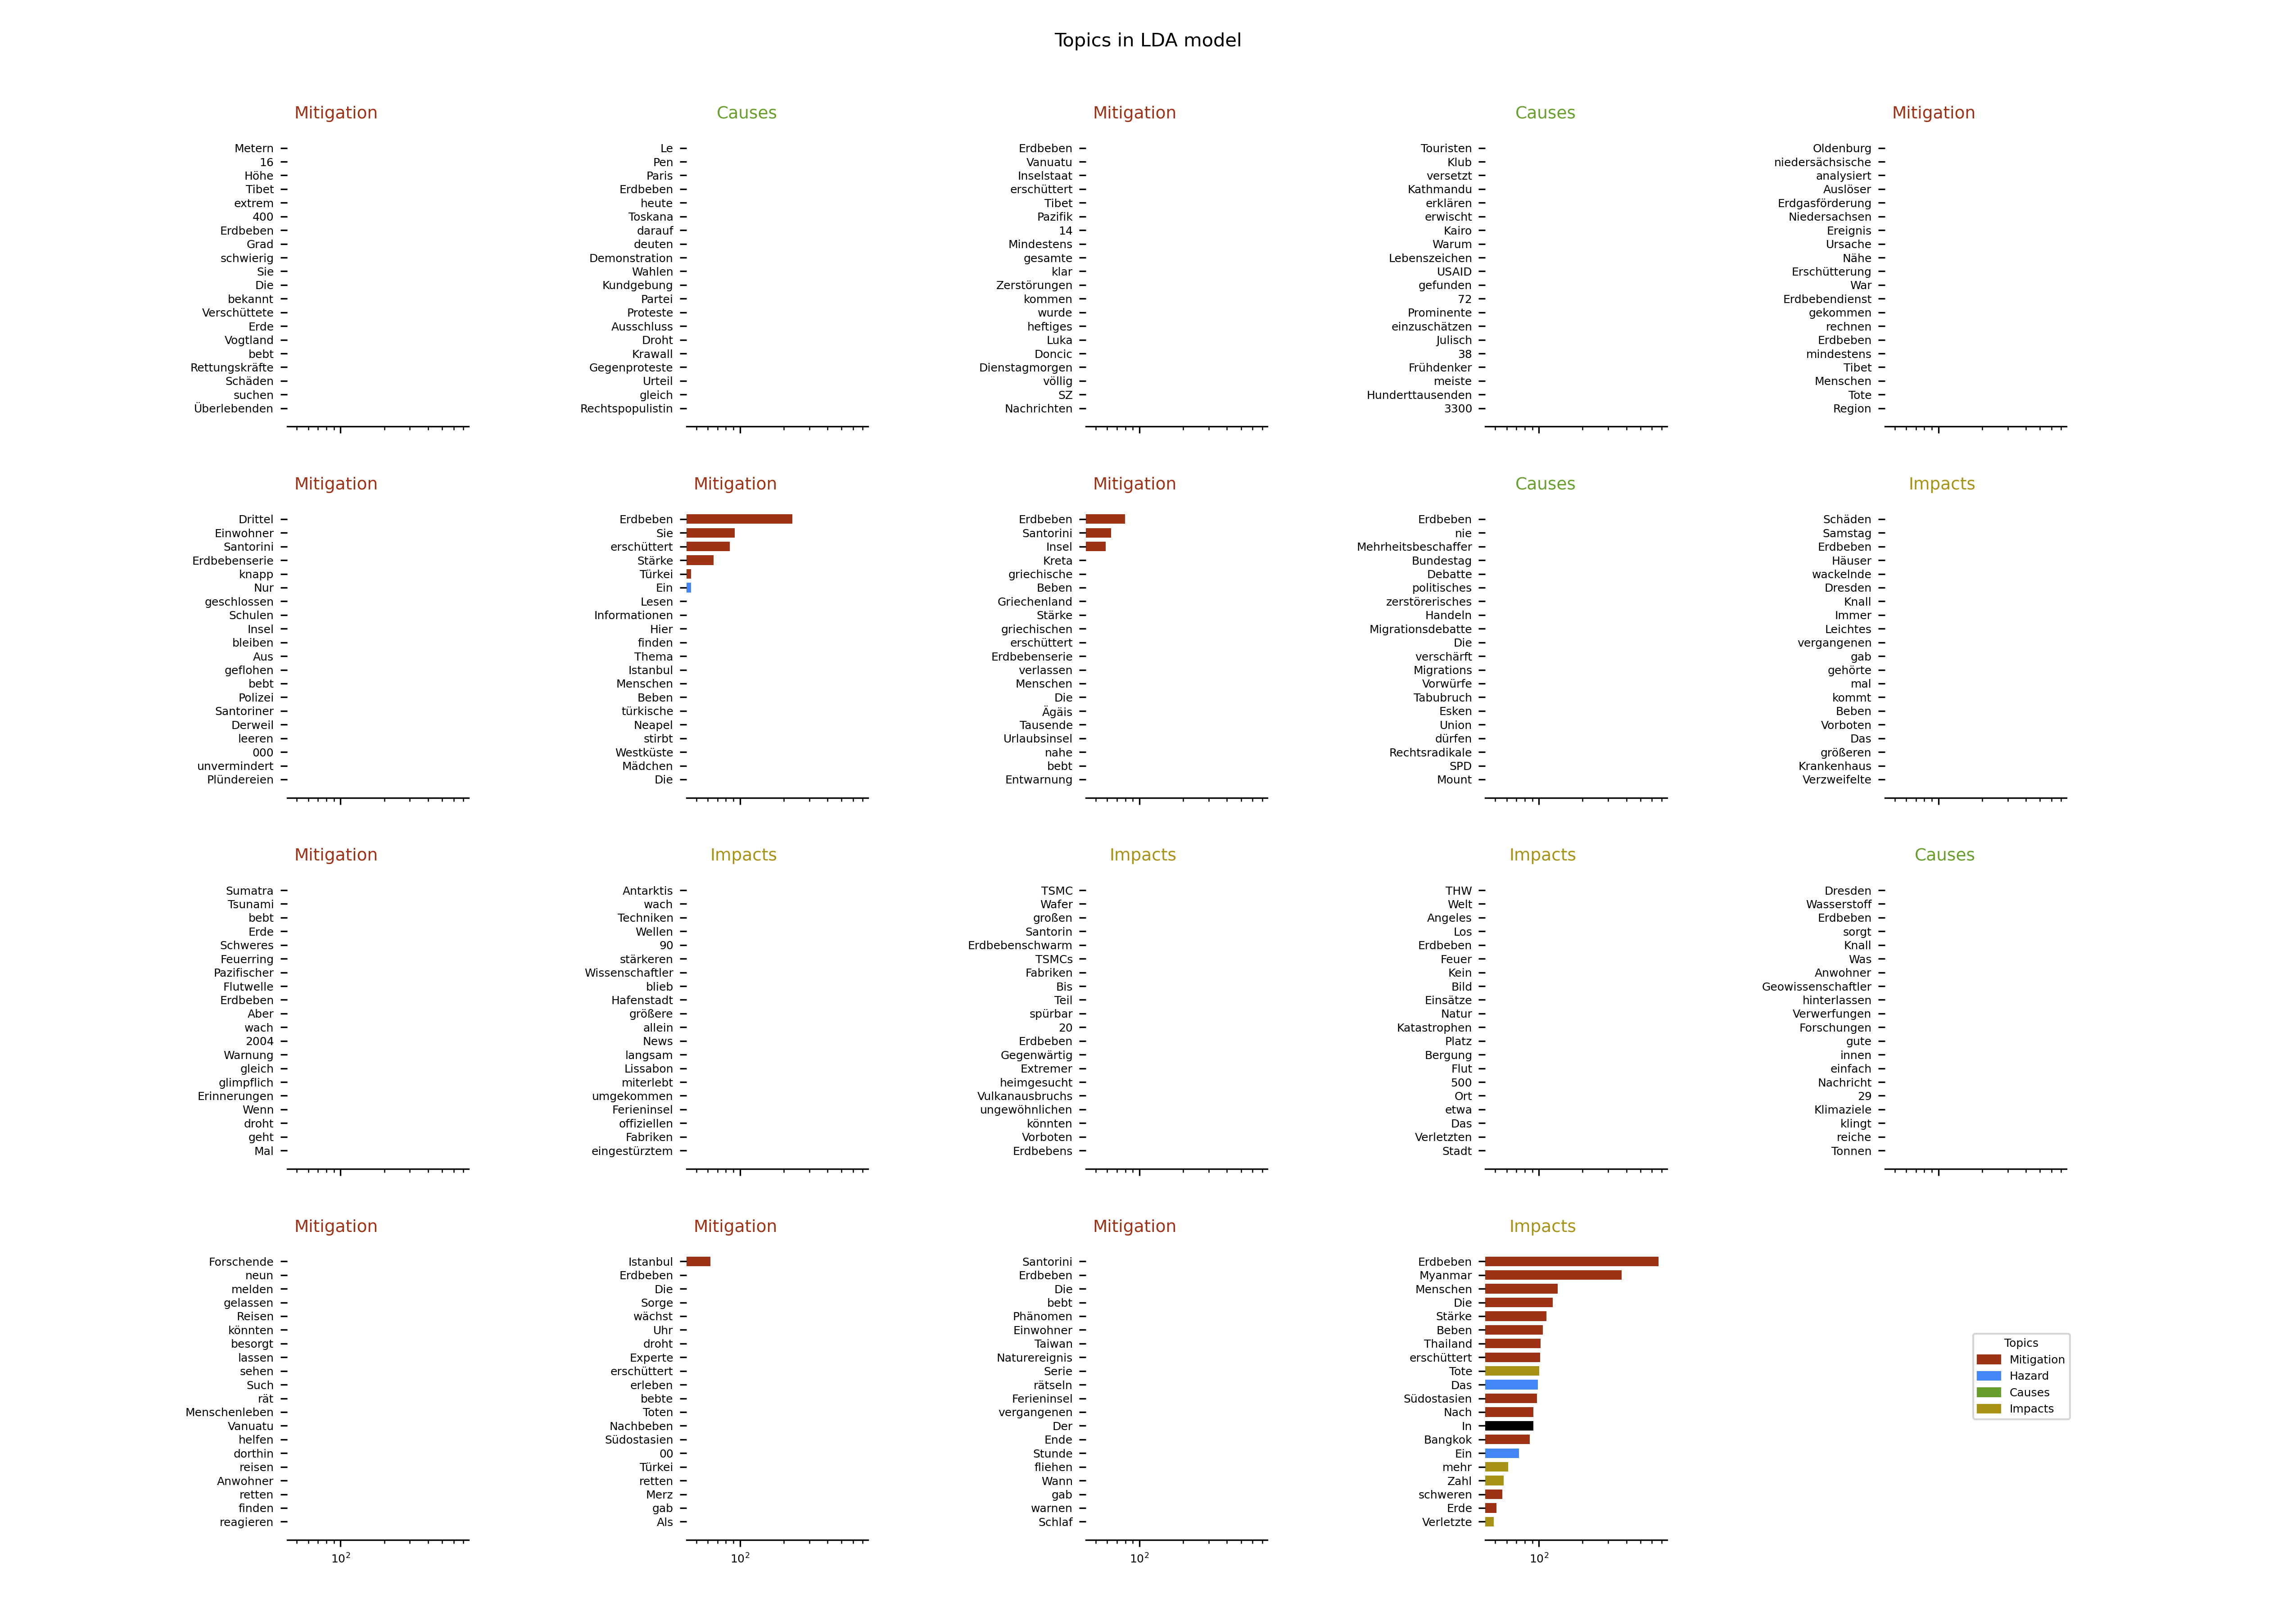 Topics in LDA model
Mitigation
Metern
16
Höhe
Tibet
extrem
400
Erdbeben
Grad
schwierig
Sie
Die
bekannt
Verschüttete
Erde
Vogtland
bebt
Rettungskräfte
Schäden
suchen
Überlebenden
Causes
Le
Pen
Paris
Erdbeben
heute
Toskana
darauf
deuten
Demonstration
Wahlen
Kundgebung
Partei
Proteste
Ausschluss
Droht
Krawall
Gegenproteste
Urteil
gleich
Rechtspopulistin
Mitigation
Erdbeben
Vanuatu
Inselstaat
erschüttert
Tibet
Pazifik
14
Mindestens
gesamte
klar
Zerstörungen
kommen
wurde
heftiges
Luka
Doncic
Dienstagmorgen
völlig
SZ
Nachrichten
Causes
Touristen
Klub
versetzt
Kathmandu
erklären
erwischt
Kairo
Warum
Lebenszeichen
USAID
gefunden
72
Prominente
einzuschätzen
Julisch
38
Frühdenker
meiste
Hunderttausenden
3300
Mitigation
Oldenburg
niedersächsische
analysiert
Auslöser
Erdgasförderung
Niedersachsen
Ereignis
Ursache
Nähe
Erschütterung
War
Erdbebendienst
gekommen
rechnen
Erdbeben
mindestens
Tibet
Menschen
Tote
Region
Mitigation
Drittel
Einwohner
Santorini
Erdbebenserie
knapp
Nur
geschlossen
Schulen
Insel
bleiben
Aus
geflohen
bebt
Polizei
Santoriner
Derweil
leeren
000
unvermindert
Plündereien
Mitigation
Erdbeben
Sie
erschüttert
Stärke
Türkei
Ein
Lesen
Informationen
Hier
finden
Thema
Istanbul
Menschen
Beben
türkische
Neapel
stirbt
Westküste
Mädchen
Die
Mitigation
Erdbeben
Santorini
Insel
Kreta
griechische
Beben
Griechenland
Stärke
griechischen
erschüttert
Erdbebenserie
verlassen
Menschen
Die
Ägäis
Tausende
Urlaubsinsel
nahe
bebt
Entwarnung
Causes
Erdbeben
nie
Mehrheitsbeschaffer
Bundestag
Debatte
politisches
zerstörerisches
Handeln
Migrationsdebatte
Die
verschärft
Migrations
Vorwürfe
Tabubruch
Esken
Union
dürfen
Rechtsradikale
SPD
Mount
Impacts
Schäden
Samstag
Erdbeben
Häuser
wackelnde
Dresden
Knall
Immer
Leichtes
vergangenen
gab
gehörte
mal
kommt
Beben
Vorboten
Das
größeren
Krankenhaus
Verzweifelte
Mitigation
Sumatra
Tsunami
bebt
Erde
Schweres
Feuerring
Pazifischer
Flutwelle
Erdbeben
Aber
wach
2004
Warnung
gleich
glimpflich
Erinnerungen
Wenn
droht
geht
Mal
Impacts
Antarktis
wach
Techniken
Wellen
90
stärkeren
Wissenschaftler
blieb
Hafenstadt
größere
allein
News
langsam
Lissabon
miterlebt
umgekommen
Ferieninsel
offiziellen
Fabriken
eingestürztem
Impacts
TSMC
Wafer
großen
Santorin
Erdbebenschwarm
TSMCs
Fabriken
Bis
Teil
spürbar
20
Erdbeben
Gegenwärtig
Extremer
heimgesucht
Vulkanausbruchs
ungewöhnlichen
könnten
Vorboten
Erdbebens
Impacts
THW
Welt
Angeles
Los
Erdbeben
Feuer
Kein
Bild
Einsätze
Natur
Katastrophen
Platz
Bergung
Flut
500
Ort
etwa
Das
Verletzten
Stadt
Causes
Dresden
Wasserstoff
Erdbeben
sorgt
Knall
Was
Anwohner
Geowissenschaftler
hinterlassen
Verwerfungen
Forschungen
gute
innen
einfach
Nachricht
29
Klimaziele
klingt
reiche
Tonnen
Mitigation
Forschende
neun
melden
gelassen
Reisen
könnten
besorgt
lassen
sehen
Such
rät
Menschenleben
Vanuatu
helfen
dorthin
reisen
Anwohner
retten
finden
reagieren
10²
Mitigation
Istanbul
Erdbeben
Die
Sorge
wächst
Uhr
droht
Experte
erschüttert
erleben
bebte
Toten
Nachbeben
Südostasien
00
Türkei
retten
Merz
gab
Als
10²
Mitigation
Santorini
Erdbeben
Die
bebt
Phänomen
Einwohner
Taiwan
Naturereignis
Serie
rätseln
Ferieninsel
vergangenen
Der
Ende
Stunde
fliehen
Wann
gab
warnen
Schlaf
10²
Impacts
Erdbeben
Myanmar
Menschen
Die
Stärke
Beben
Thailand
erschüttert
Tote
Das
Südostasien
Nach
In
Bangkok
Ein
mehr
Zahl
schweren
Erde
Verletzte
10²
Topics
Mitigation
Hazard
Causes
Impacts